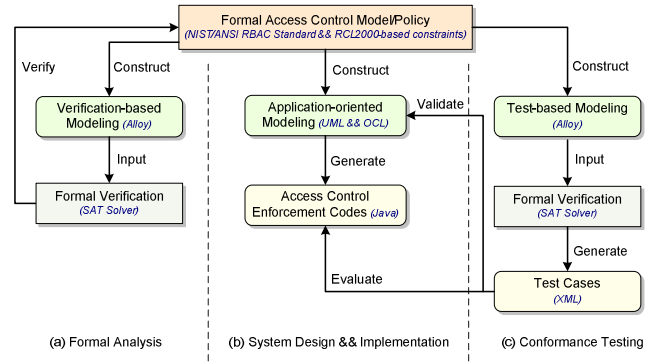 Formal Access Control Model/Policy
(NIST/ANSI RBAC Standard && RCL2000-based constraints)
Verify
Construct
Construct
Construct
Verification-based
Modeling (Alloy)
Application-oriented
Modeling (UML && OCL)
Validate
Test-based Modeling
(Alloy)
Input
Generate
Input
Formal Verification
(SAT Solver)
Access Control
Enforcement Codes (Java)
Formal Verification
(SAT Solver)
Generate
Evaluate
Test Cases
(XML)
(a) Formal Analysis
(b) System Design && Implementation
(c) Conformance Testing